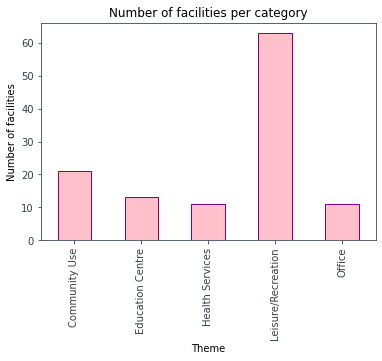 Number of facilities per category
Number of facilities
60
50
40
30
20
10
0
Community Use
Education Centre
Health Services
Leisure/Recreation
Office
Theme